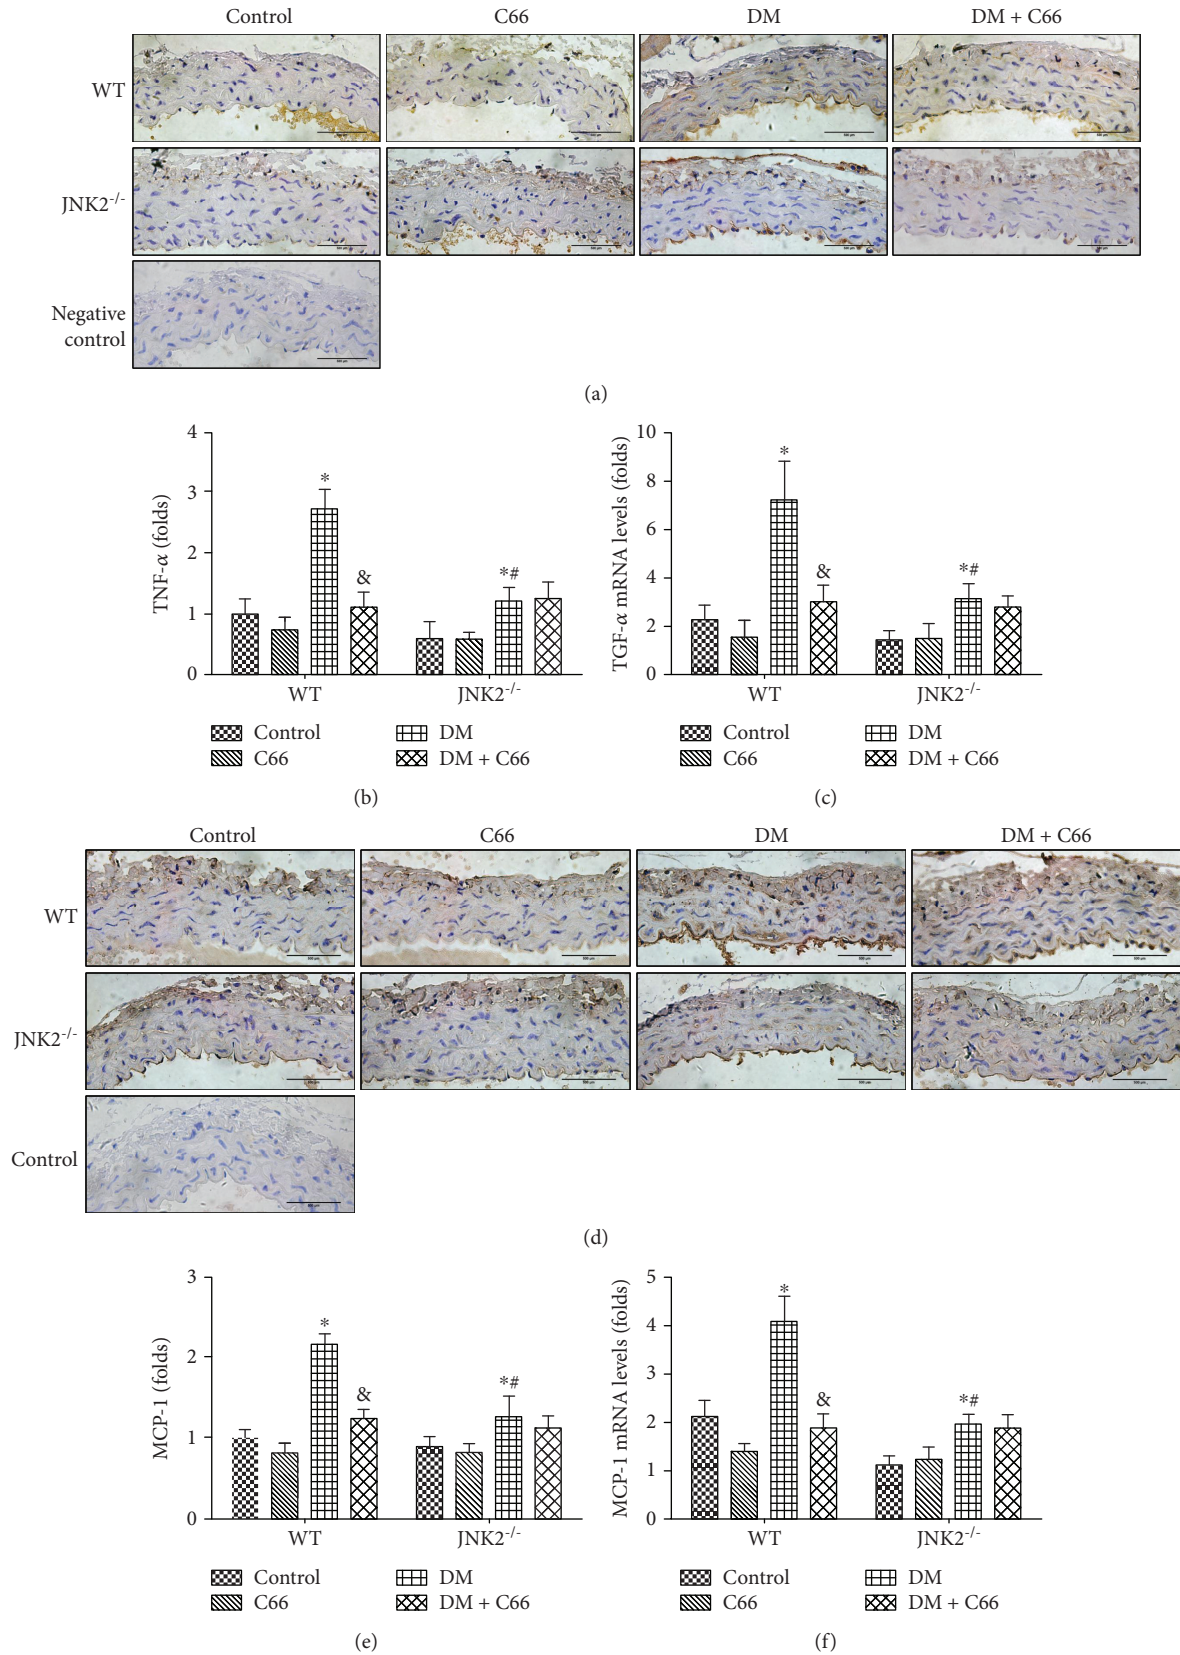 Control C66 DM DM + C66
WT
JNK2-/-
Negative
control
(a)
4
3
2
1
0
TNF-α (folds)
*
&
*#
WT JNK2-/-
Control DM
C66 DM + C66
(b)
10
8
6
4
2
0
TGF-α mRNA levels (folds)
*
&
*#
WT JNK2-/-
Control DM
C66 DM + C66
(c)
Control C66 DM DM + C66
WT
JNK2-/-
Control
(d)
3
2
1
0
MCP-1 (folds)
*
&
*#
WT JNK2-/-
Control DM
C66 DM + C66
(e)
5
4
3
2
1
0
MCP-1 mRNA levels (folds)
*
&
*#
WT JNK2-/-
Control DM
C66 DM + C66
(f)